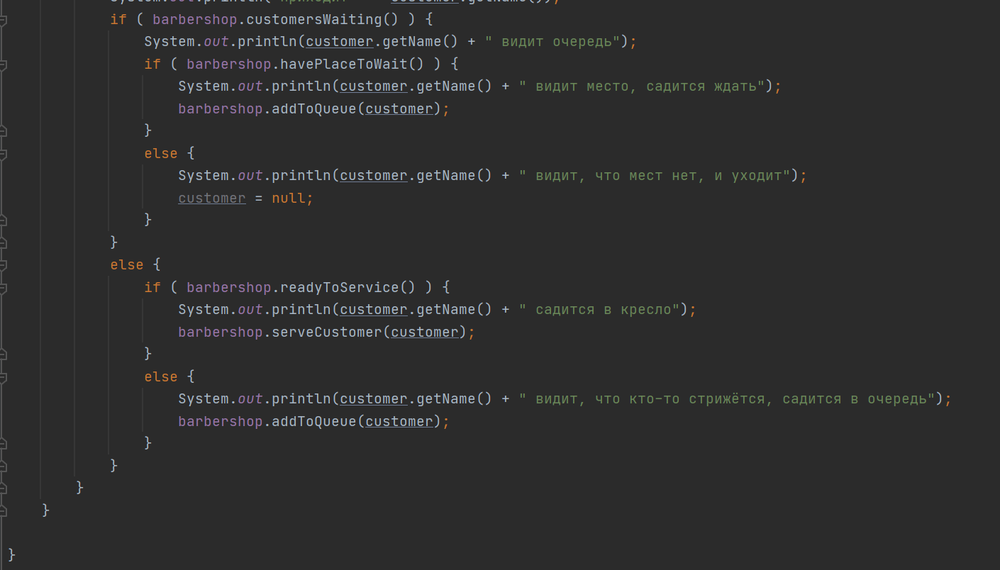 if ( barbershop.customersWaiting() ) {
System.out.println(customer.getName() + " видит очередь");
if ( barbershop.havePlaceToWait() ) {
System.out.println(customer.getName() + " видит место, садится ждать");
barbershop.addToQueue(customer);
}
else {
System.out.println(customer.getName() + " видит, что мест нет, и уходит");
customer = null;
}
}
else {
if ( barbershop.readyToService() ) {
System.out.println(customer.getName() + " садится в кресло");
barbershop.serveCustomer(customer);
}
else {
System.out.println(customer.getName() + " видит, что кто-то стрижётся, садится в очередь");
barbershop.addToQueue(customer);
}
}
}
}
}